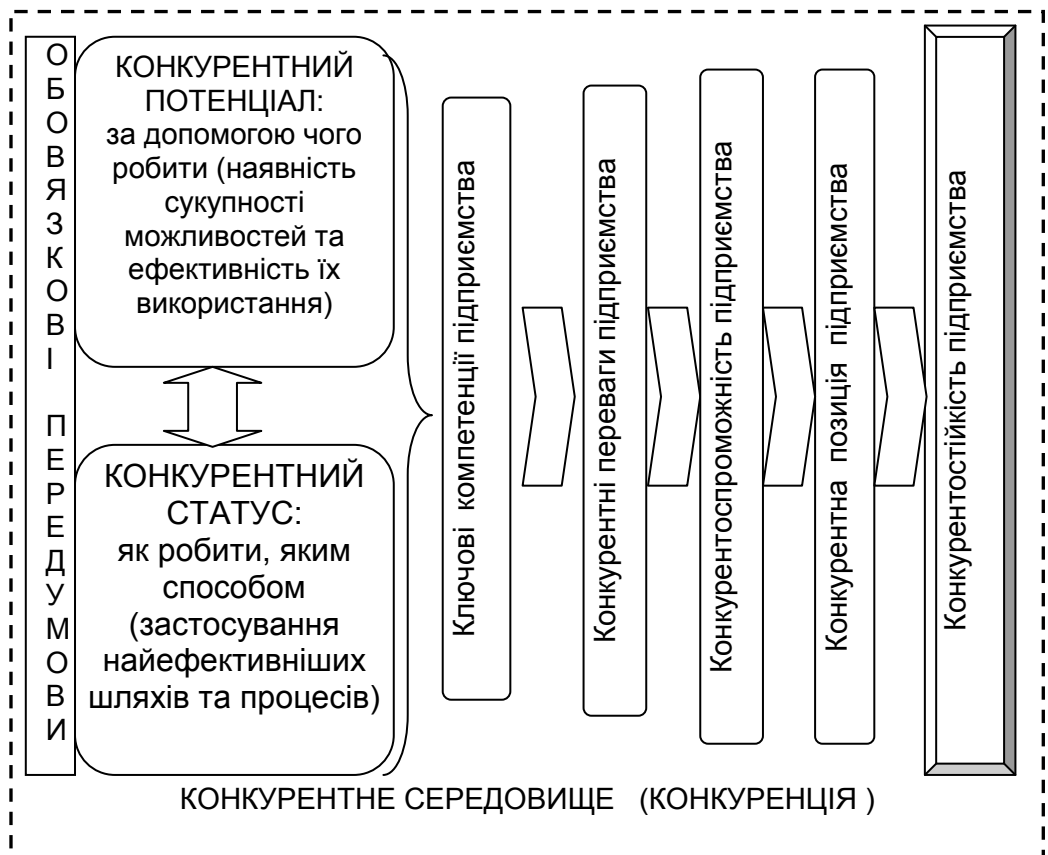 ОБОВЯЗКОВІ ПЕРЕДУМОВИ
КОНКУРЕНТНИЙ
ПОТЕНЦІАЛ:
за допомогою чого
робити (наявність
сукупності
можливостей та
ефективність їх
використання)
КОНКУРЕНТНИЙ
СТАТУС:
як робити, яким
способом
(застосування
найефективніших
шляхів та процесів)
Ключові компетенції підприємства
Конкурентні переваги підприємства
Конкурентоспроможність підприємства
Конкурентна позиція підприємства
Конкурентостійкість підприємства
КОНКУРЕНТНЕ СЕРЕДОВИЩЕ (КОНКУРЕНЦІЯ )